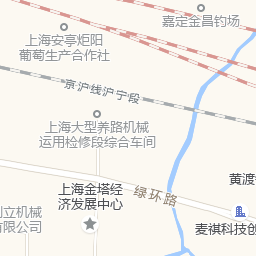 嘉定金昌钓场
上海安亭炬阳
葡萄生产合作社
京沪线沪宁段
上海大型养路机械
运用检修段综合车间
黄渡
上海金塔经
济发展中心
绿环路
立机械
有限公司
麦祺科技创